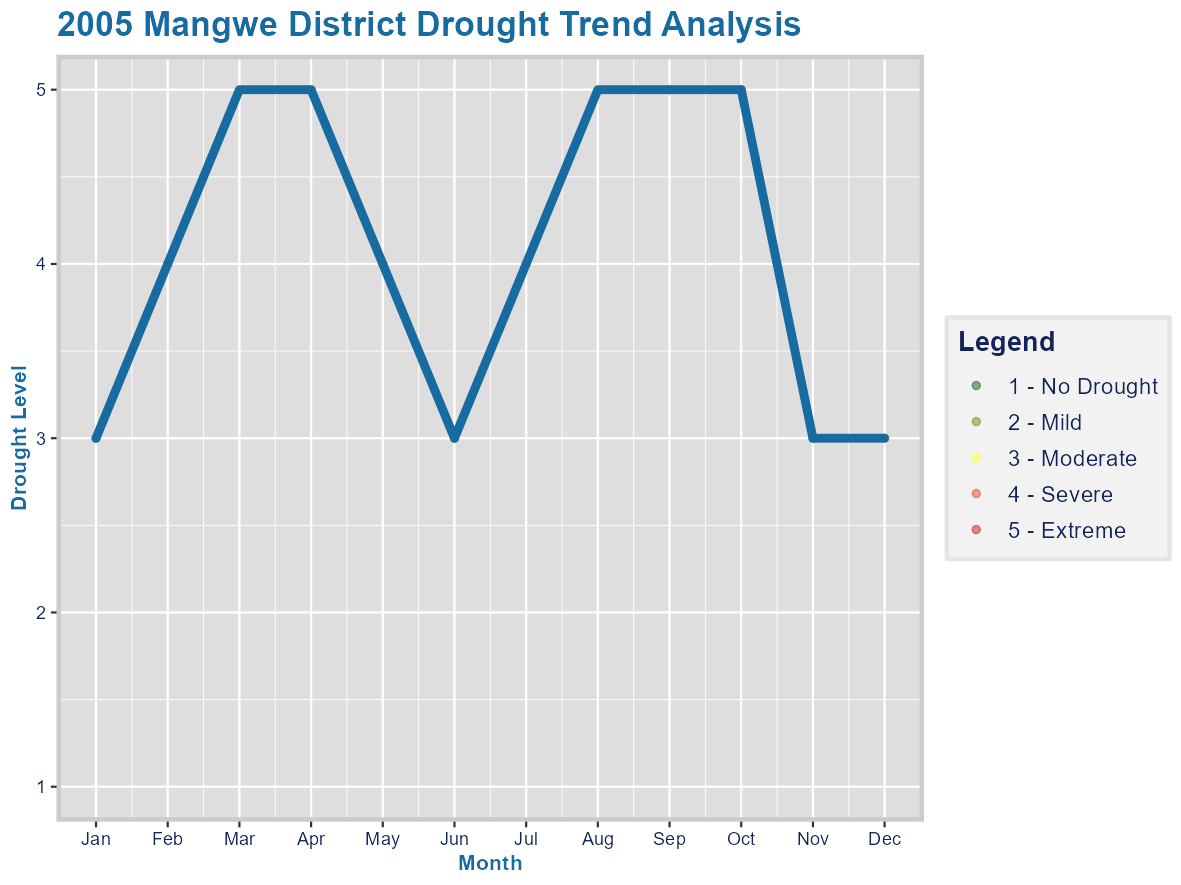 2005 Mangwe District Drought Trend Analysis
Drought Level
5
4
3
2
1
Jan Feb Mar Apr May Jun Jul Aug Sep Oct Nov Dec
Month
Legend
1 - No Drought
2 - Mild
3 - Moderate
4 - Severe
5 - Extreme